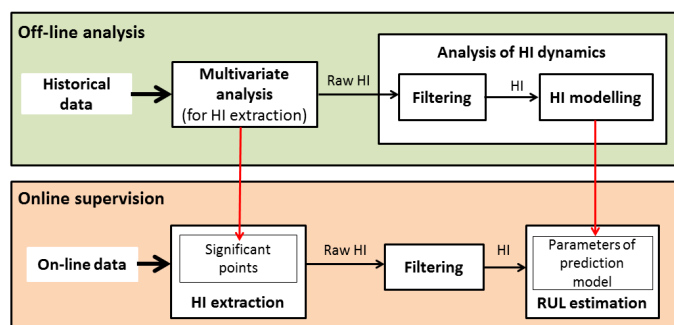 Off-line analysis
Analysis of HI dynamics
Historical
data
Multivariate
analysis
(for HI extraction)
Raw HI
Filtering
HI
HI modelling
Online supervision
On-line data
Significant
points
HI extraction
Raw HI
Filtering
HI
Parameters of
prediction
model
RUL estimation